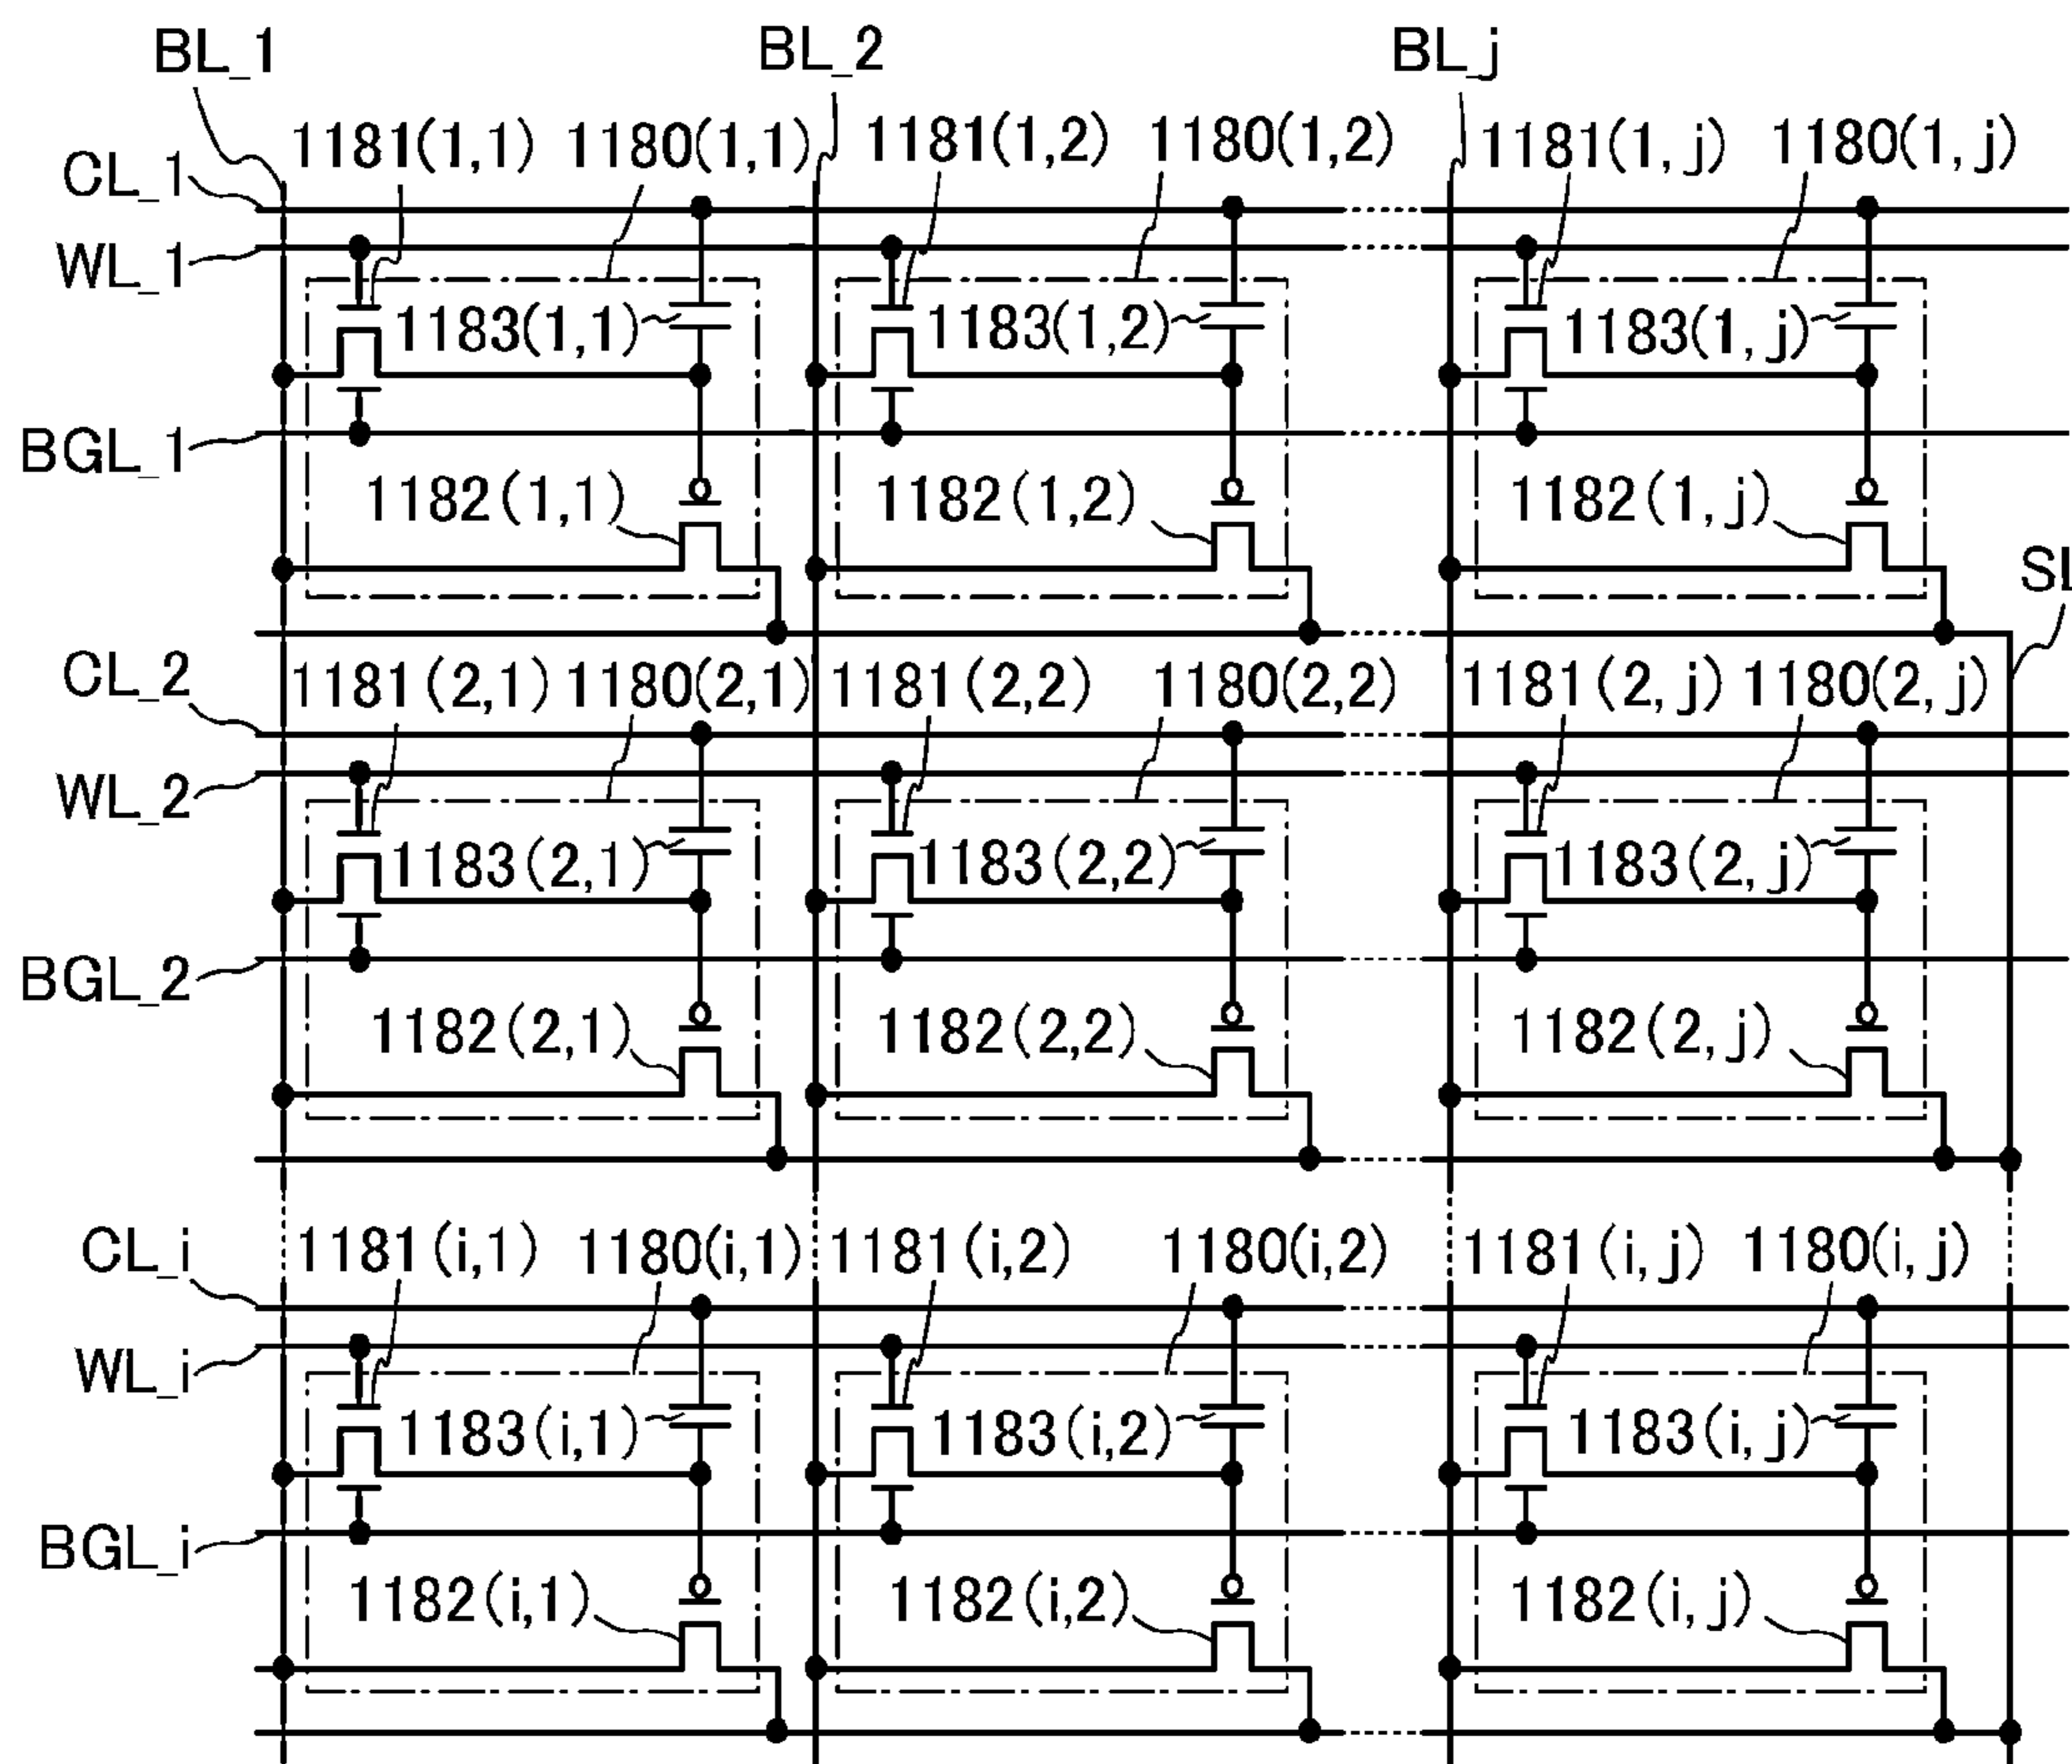 BL_1 BL_2 BL_j
1181(1,1) 1180(1,1) 1181(1,2) 1180(1,2) 1181(1,j) 1180(1,j)
CL_1
WL_1
1183(1,1) 1183(1,2) 1183(1,j)
BGL_1
1182(1,1) 1182(1,2) 1182(1,j)
SL
CL_2 1181(2,1) 1180(2,1) 1181(2,2) 1180(2,2) 1181(2,j) 1180(2,j)
WL_2
1183(2,1) 1183(2,2) 1183(2,j)
BGL_2
1182(2,1) 1182(2,2) 1182(2,j)
CL_i 1181(i,1) 1180(i,1) 1181(i,2) 1180(i,2) 1181(i,j) 1180(i,j)
WL_i
1183(i,1) 1183(i,2) 1183(i,j)
BGL_i
1182(i,1) 1182(i,2) 1182(i,j)